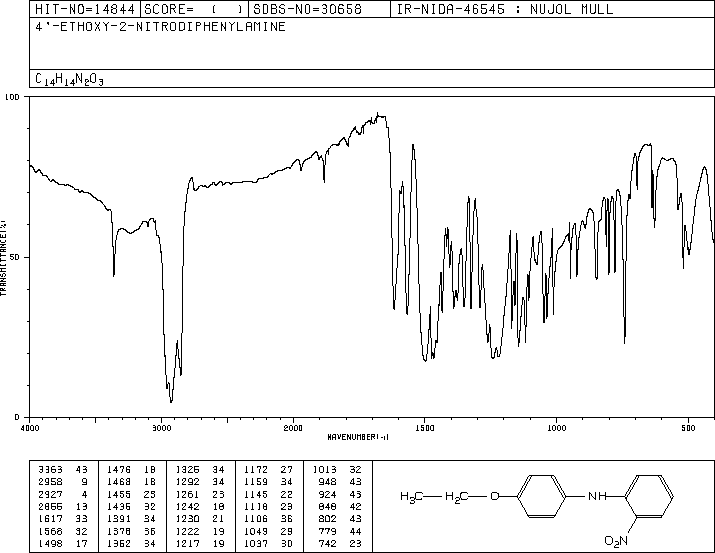 HIT-NO=14844 SCORE= ( ) SDBS-NO=30658 IR-NIDA-46545 : NUJOL MULL
4'-ETHOXY-2-NITRODIPHENYLAMINE
C14H14N2O3
100
50
0
TRANSMITTANCE(%)
4000 3000 2000 1500 1000 500
WAVENUMBER(-1)
3363 43 1476 18 1326 34 1172 27 1013 32
2958 9 1468 18 1292 34 1159 34 948 43
2927 4 1455 25 1261 23 1145 22 924 43
2855 13 1436 32 1242 18 1118 23 848 42
1617 33 1391 34 1230 21 1106 36 802 43
1566 32 1378 36 1222 19 1049 29 779 44
1498 17 1352 34 1217 19 1037 30 742 23
H3C H2C O NH
O2N